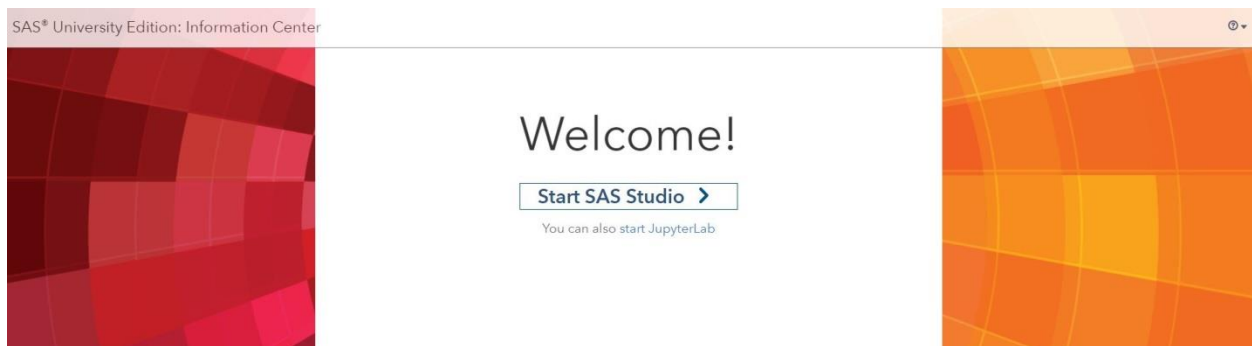 SAS® University Edition: Information Center
Welcome!
Start SAS Studio
You can also start JupyterLab